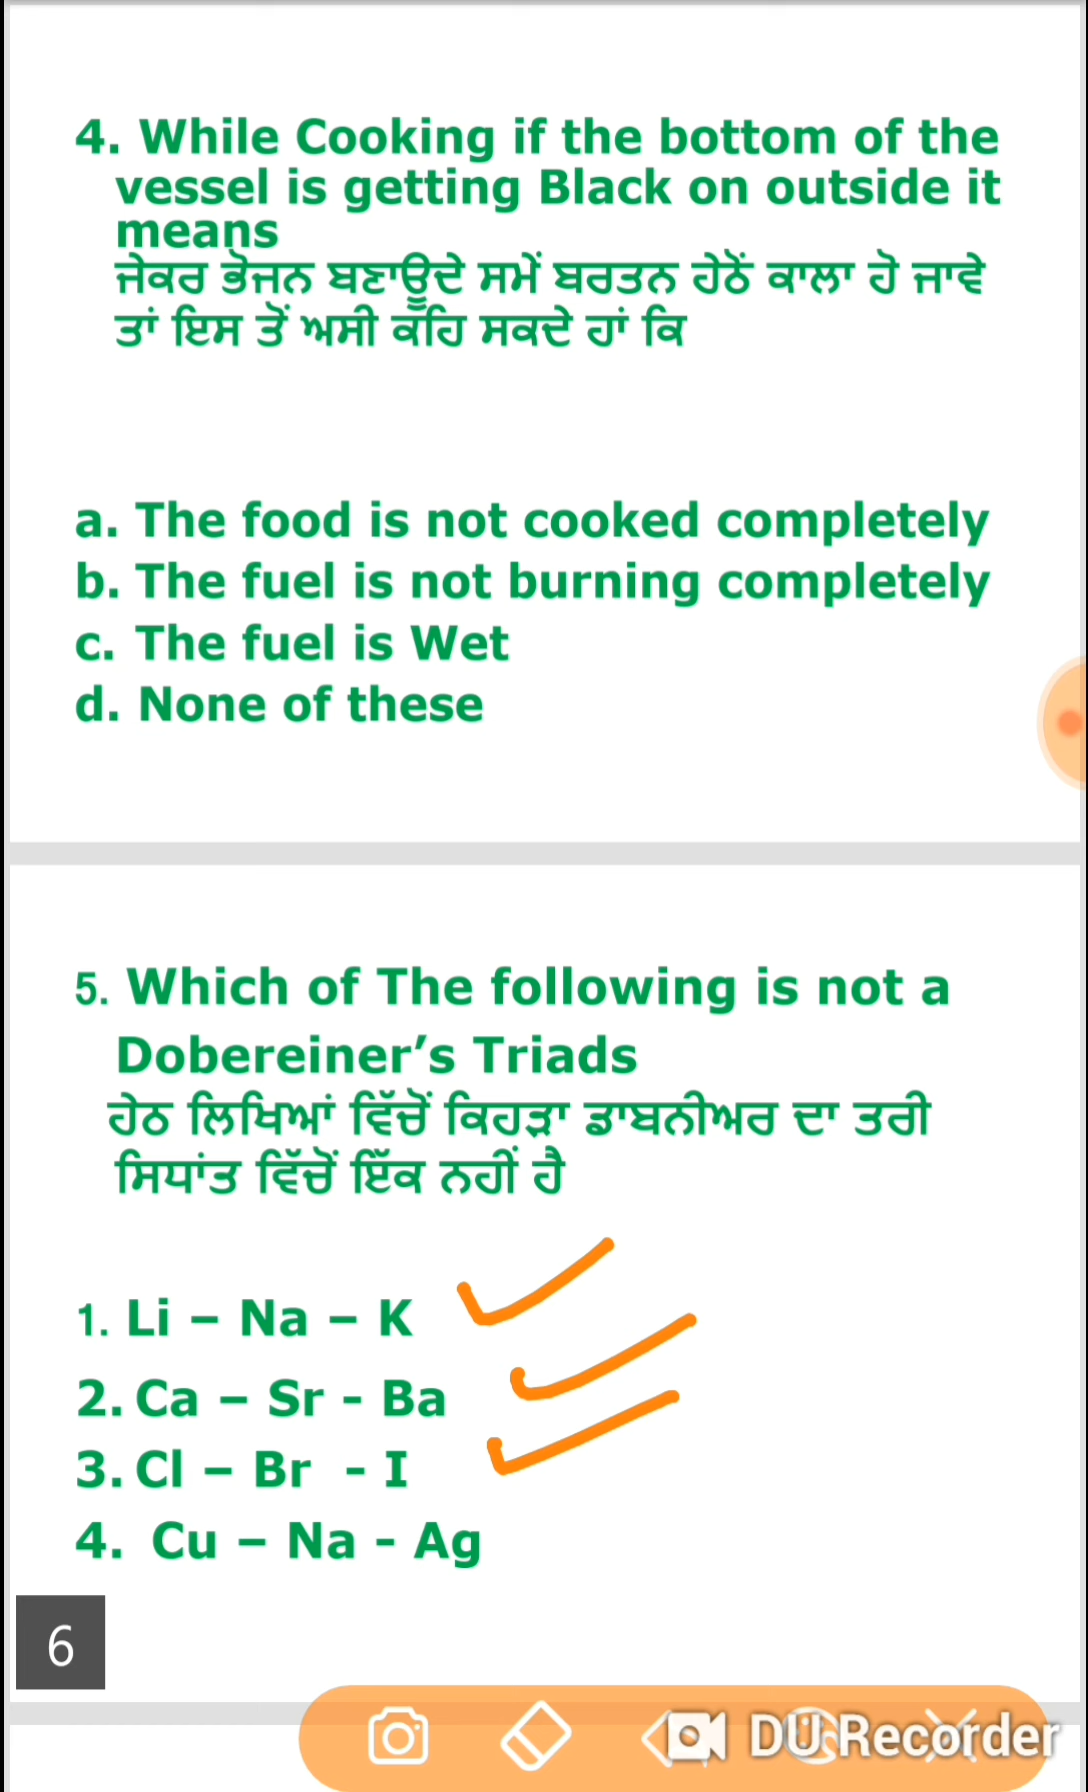 4. While Cooking if the bottom of the
vessel is getting Black on outside it
means
ਜੇਕਰ ਭੋਜਨ ਬਣਾਉਂਦੇ ਸਮੇਂ ਬਰਤਨ ਹੇਠੋਂ ਕਾਲਾ ਹੋ ਜਾਵੇ
ਤਾਂ ਇਸ ਤੋਂ ਅਸੀ ਕਹਿ ਸਕਦੇ ਹਾਂ ਕਿ
a. The food is not cooked completely
b. The fuel is not burning completely
c. The fuel is Wet
d. None of these
5. Which of The following is not a
Dobereiner’s Triads
ਹੇਠ ਲਿਖਿਆਂ ਵਿੱਚੋਂ ਕਿਹੜਾ ਡਾਬਨੀਅਰ ਦਾ ਤਰੀ
ਸਿਧਾਂਤ ਵਿੱਚੋਂ ਇੱਕ ਨਹੀਂ ਹੈ
1. Li – Na – K
2. Ca – Sr - Ba
3. Cl – Br - I
4. Cu – Na - Ag
6
DU Recorder